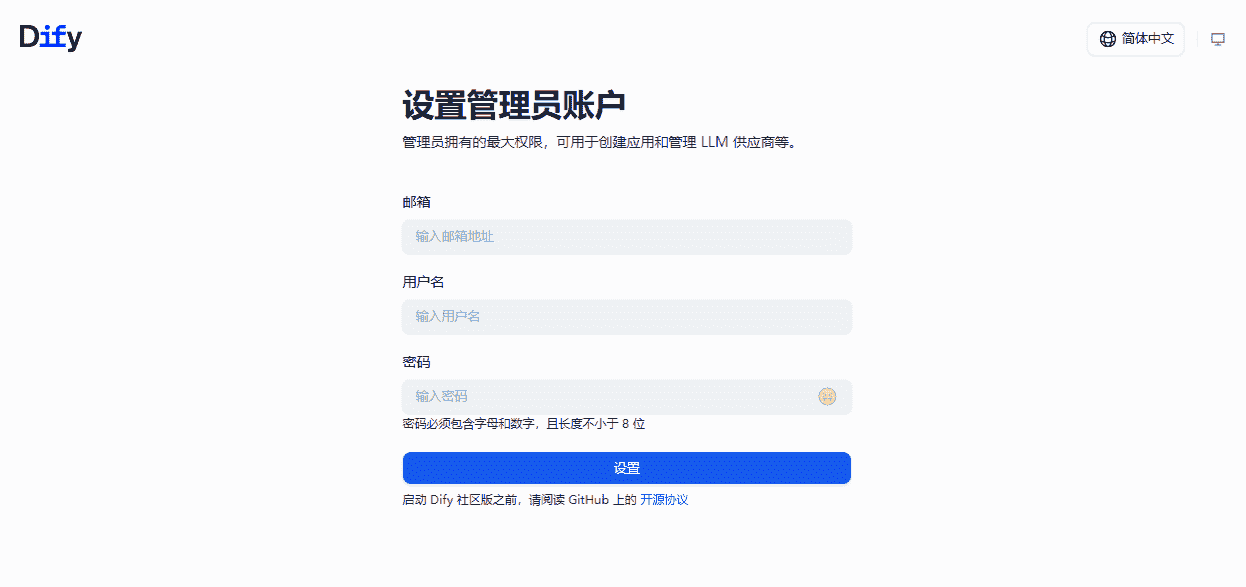 Dify
简体中文
设置管理员账户
管理员拥有的最大权限，可用于创建应用和管理 LLM 供应商等。
邮箱
输入邮箱地址
用户名
输入用户名
密码
输入密码
密码必须包含字母和数字，且长度不小于 8 位
设置
启动 Dify 社区版之前，请阅读 GitHub 上的 开源协议